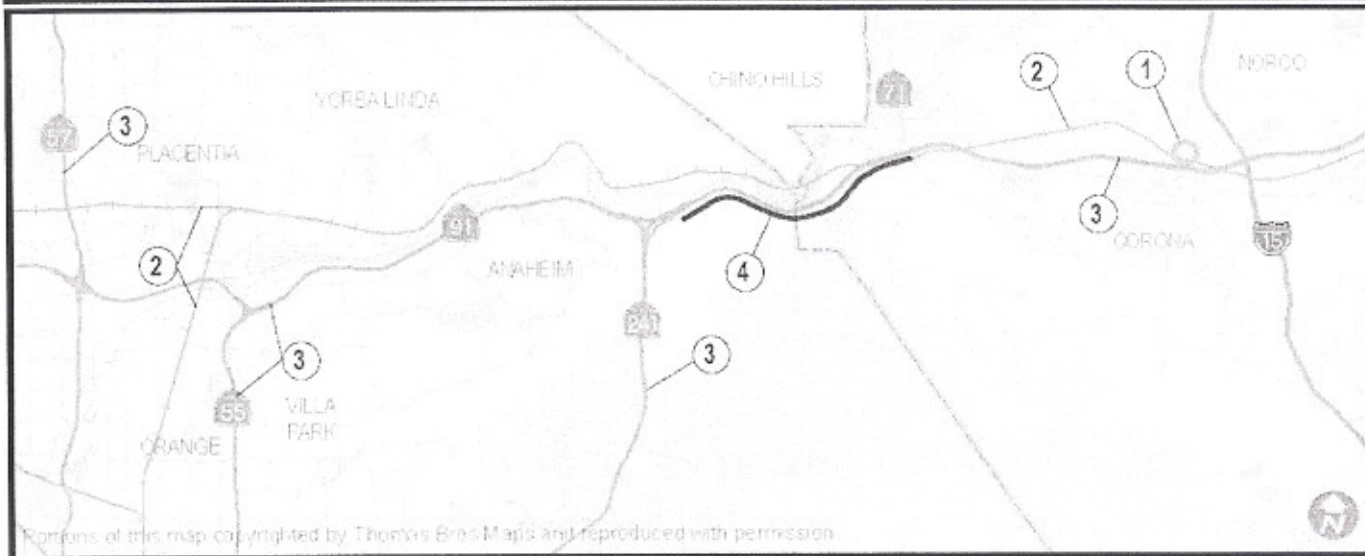 CHINO HILLS
NORCO
2
1
71
YORBA LINDA
3
57
PLACENTIA
91
2
3
CORONA
15
ANAHEIM
4
241
3
3
55
VILLA
PARK
ORANGE
Portions of this map copyrighted by Thomas Bros Maps and reproduced with permission
N